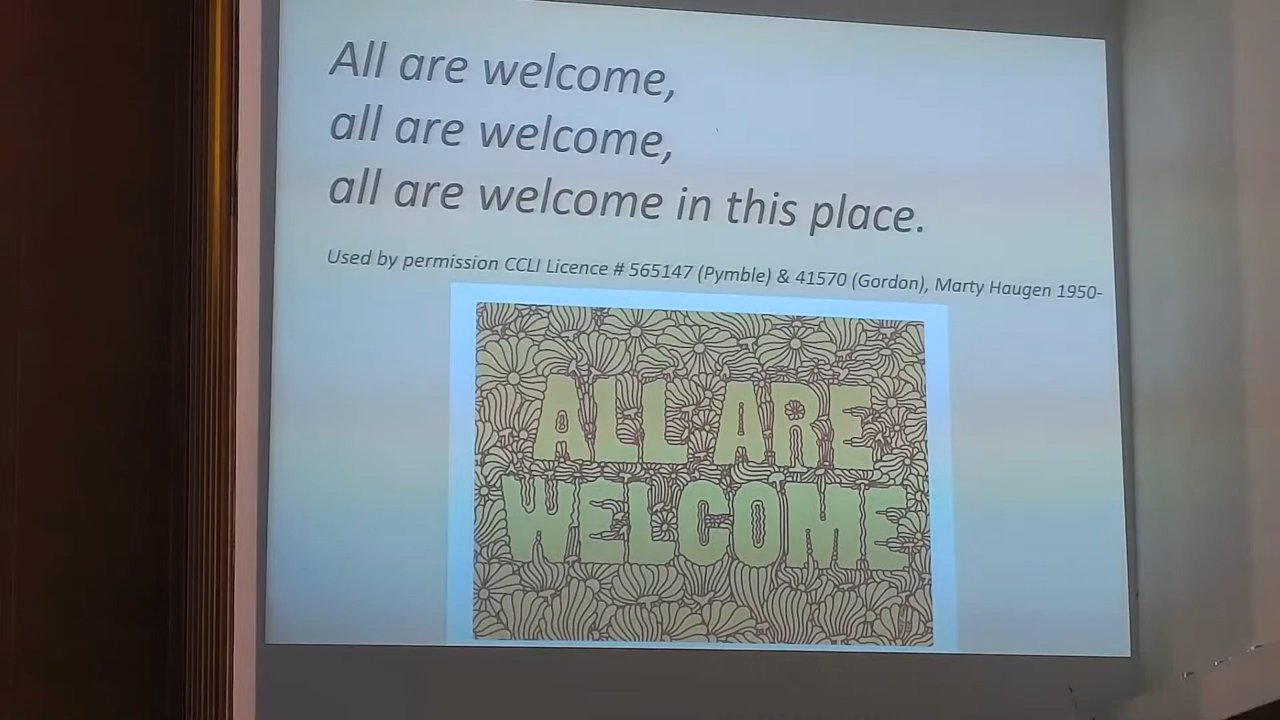 All are welcome,
all are welcome,
all are welcome in this place.
Used by permission CCLI Licence # 565147 (Pymble) & 41570 (Gordon), Marty Haugen 1950-
ALL ARE
WELCOME